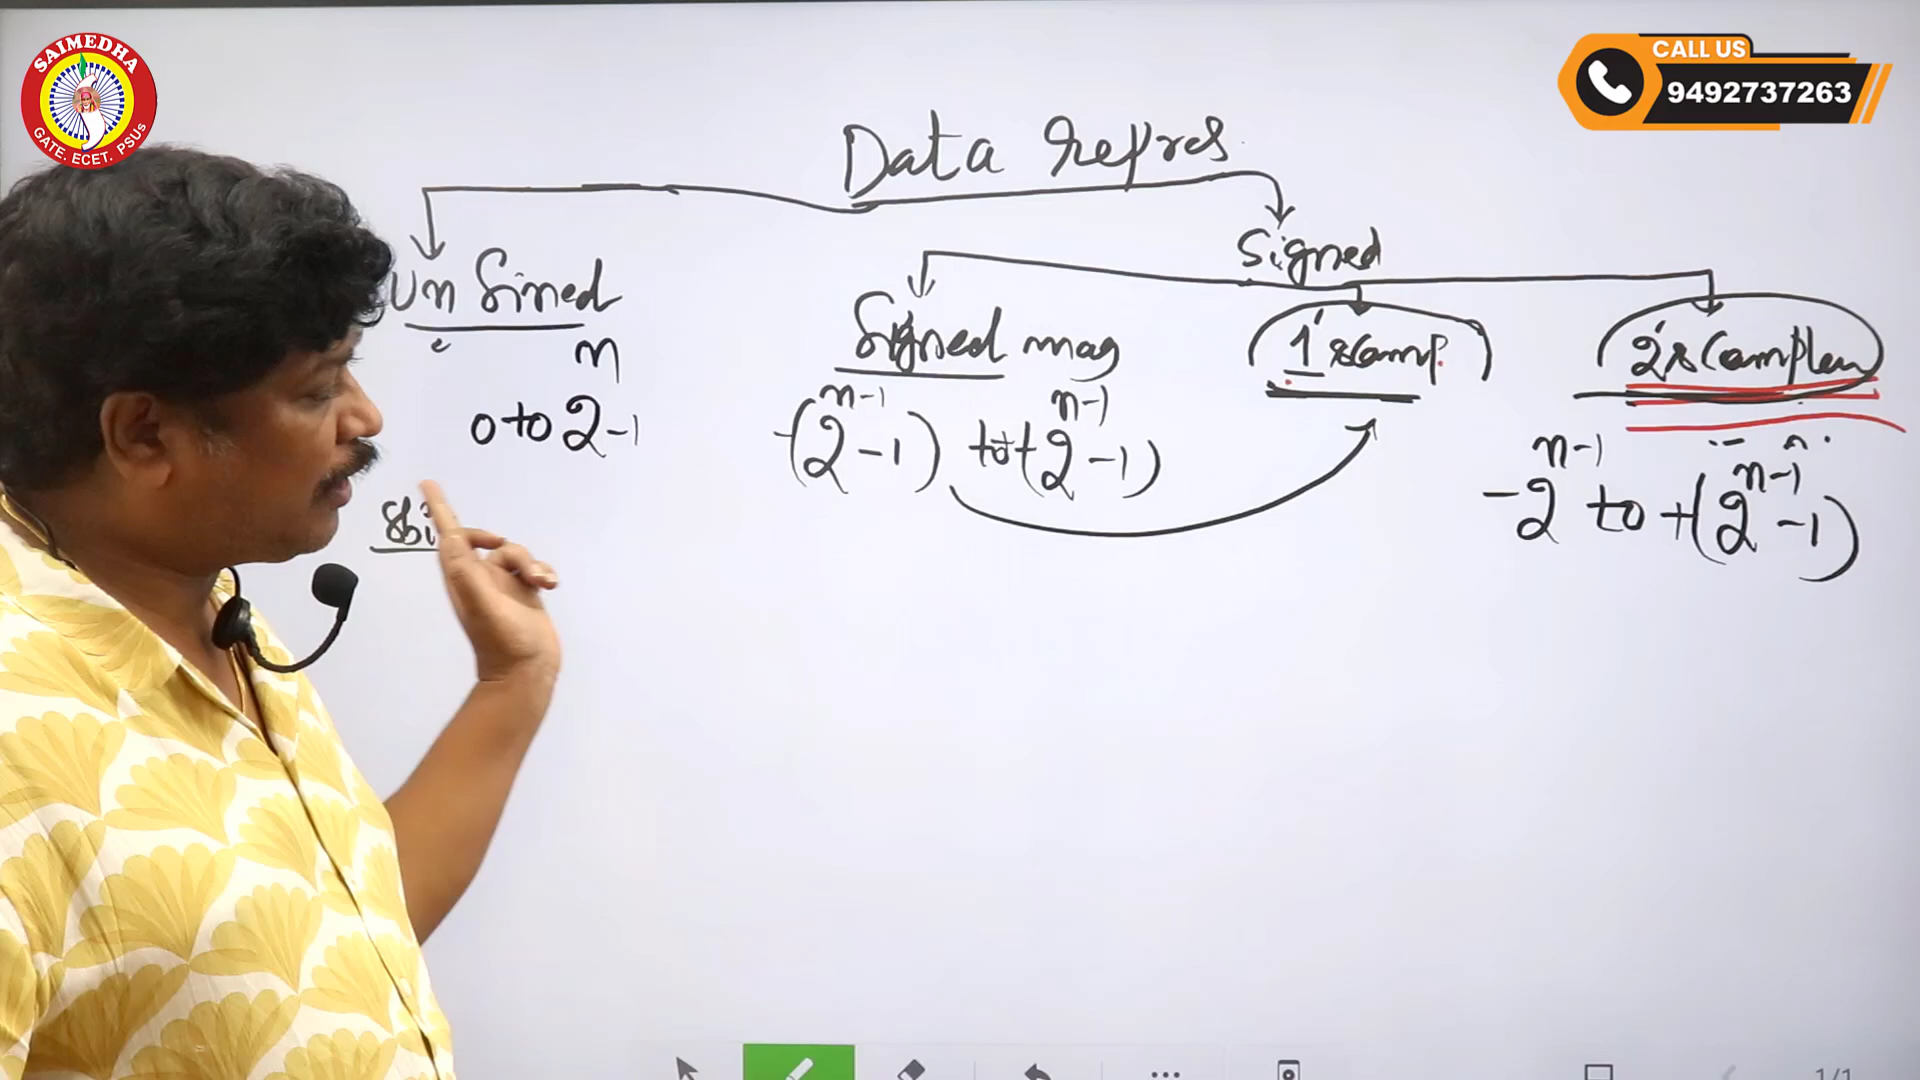 SAIMEDHA
GATE. ECET. PSUs
CALL US
9492737263
Data Repres
Signed
Un Sined
Signed mag
1's comp.
2's Complem
0 to 2^n-1
-(2^{n-1}-1) to +(2^{n-1}-1)
-2^{n-1} to +(2^{n-1}-1)
1/1